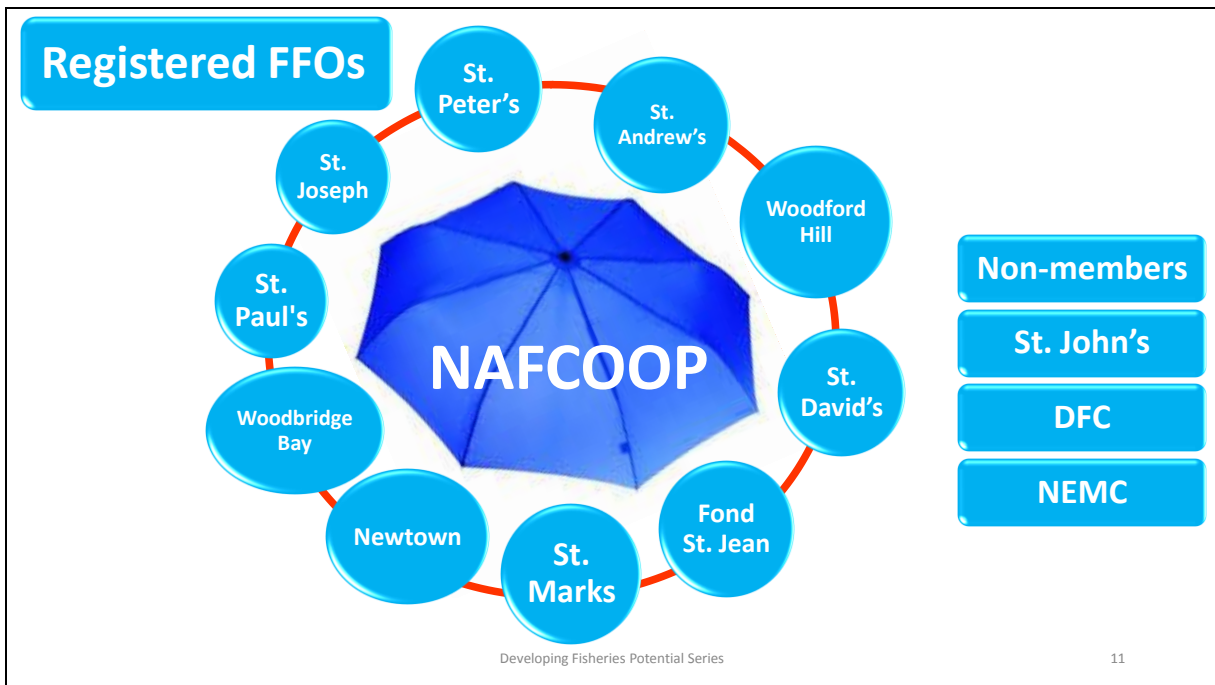 Registered FFOs
St.
Peter’s
St.
Andrew’s
Woodford
Hill
St.
David’s
Fond
St. Jean
St.
Marks
Newtown
Woodbridge
Bay
St.
Paul's
St.
Joseph
NAFCOOP
Non-members
St. John’s
DFC
NEMC
Developing Fisheries Potential Series
11